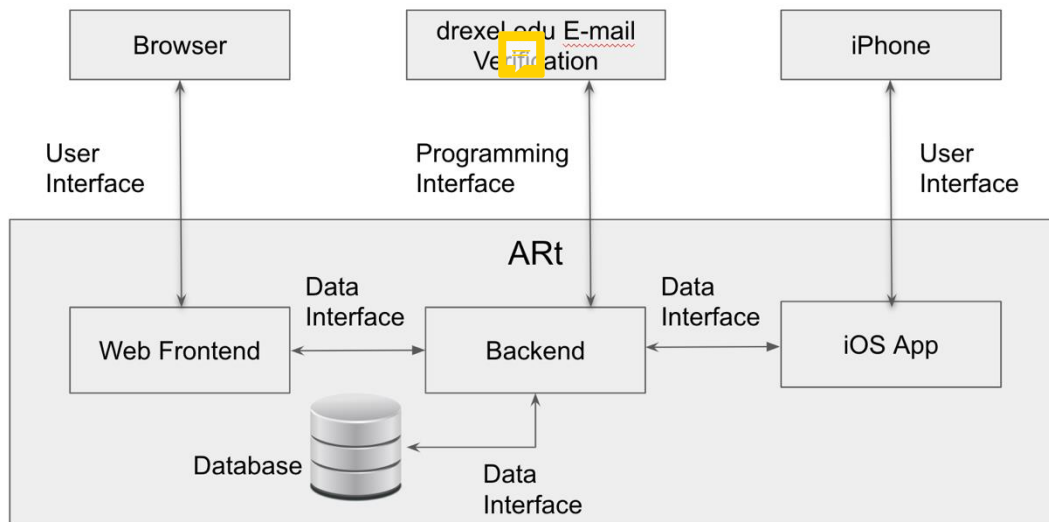 Browser
drexel.edu E-mail
Verification
iPhone
User
Interface
Programming
Interface
User
Interface
ARt
Data
Interface
Data
Interface
Web Frontend
Backend
iOS App
Database
Data
Interface